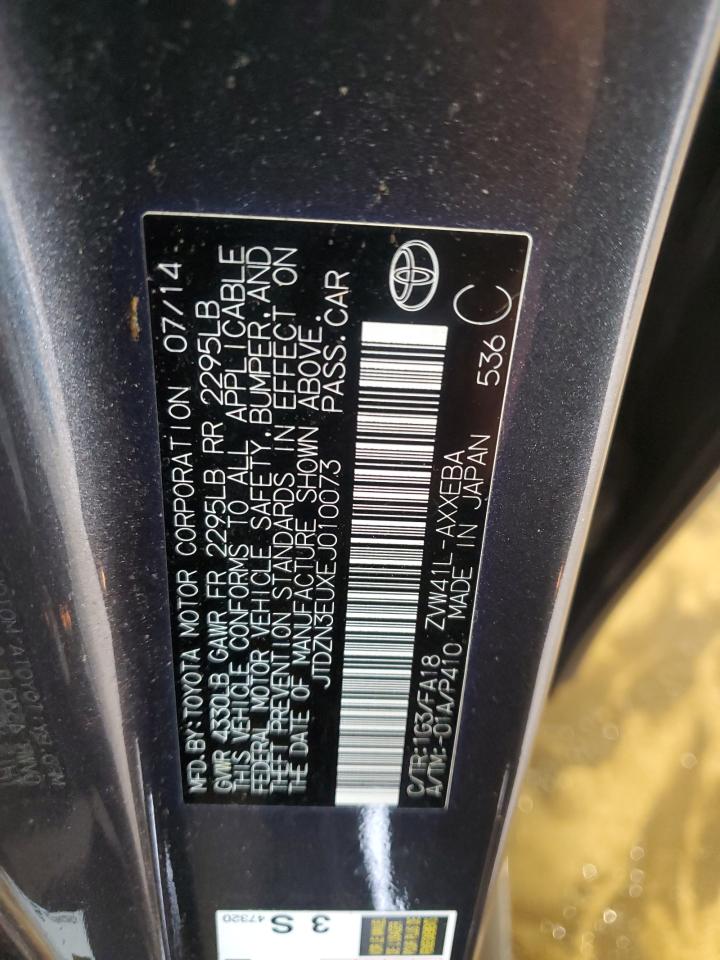 MFD.BY:TOYOTA MOTOR CORPORATION 07/14
GVWR 4330LB GAWR FR 2295LB RR 2295LB
THIS VEHICLE CONFORMS TO ALL APPLICABLE
FEDERAL MOTOR VEHICLE SAFETY,BUMPER,AND
THEFT PREVENTION STANDARDS IN EFFECT ON
THE DATE OF MANUFACTURE SHOWN ABOVE.
JTDZN3EUXEJ010073 PASS.CAR
C/TR:1G3/FA18 ZVW41L-AXXEBA
A/TM:-01A/P410 MADE IN JAPAN 536 C
3 S
47320